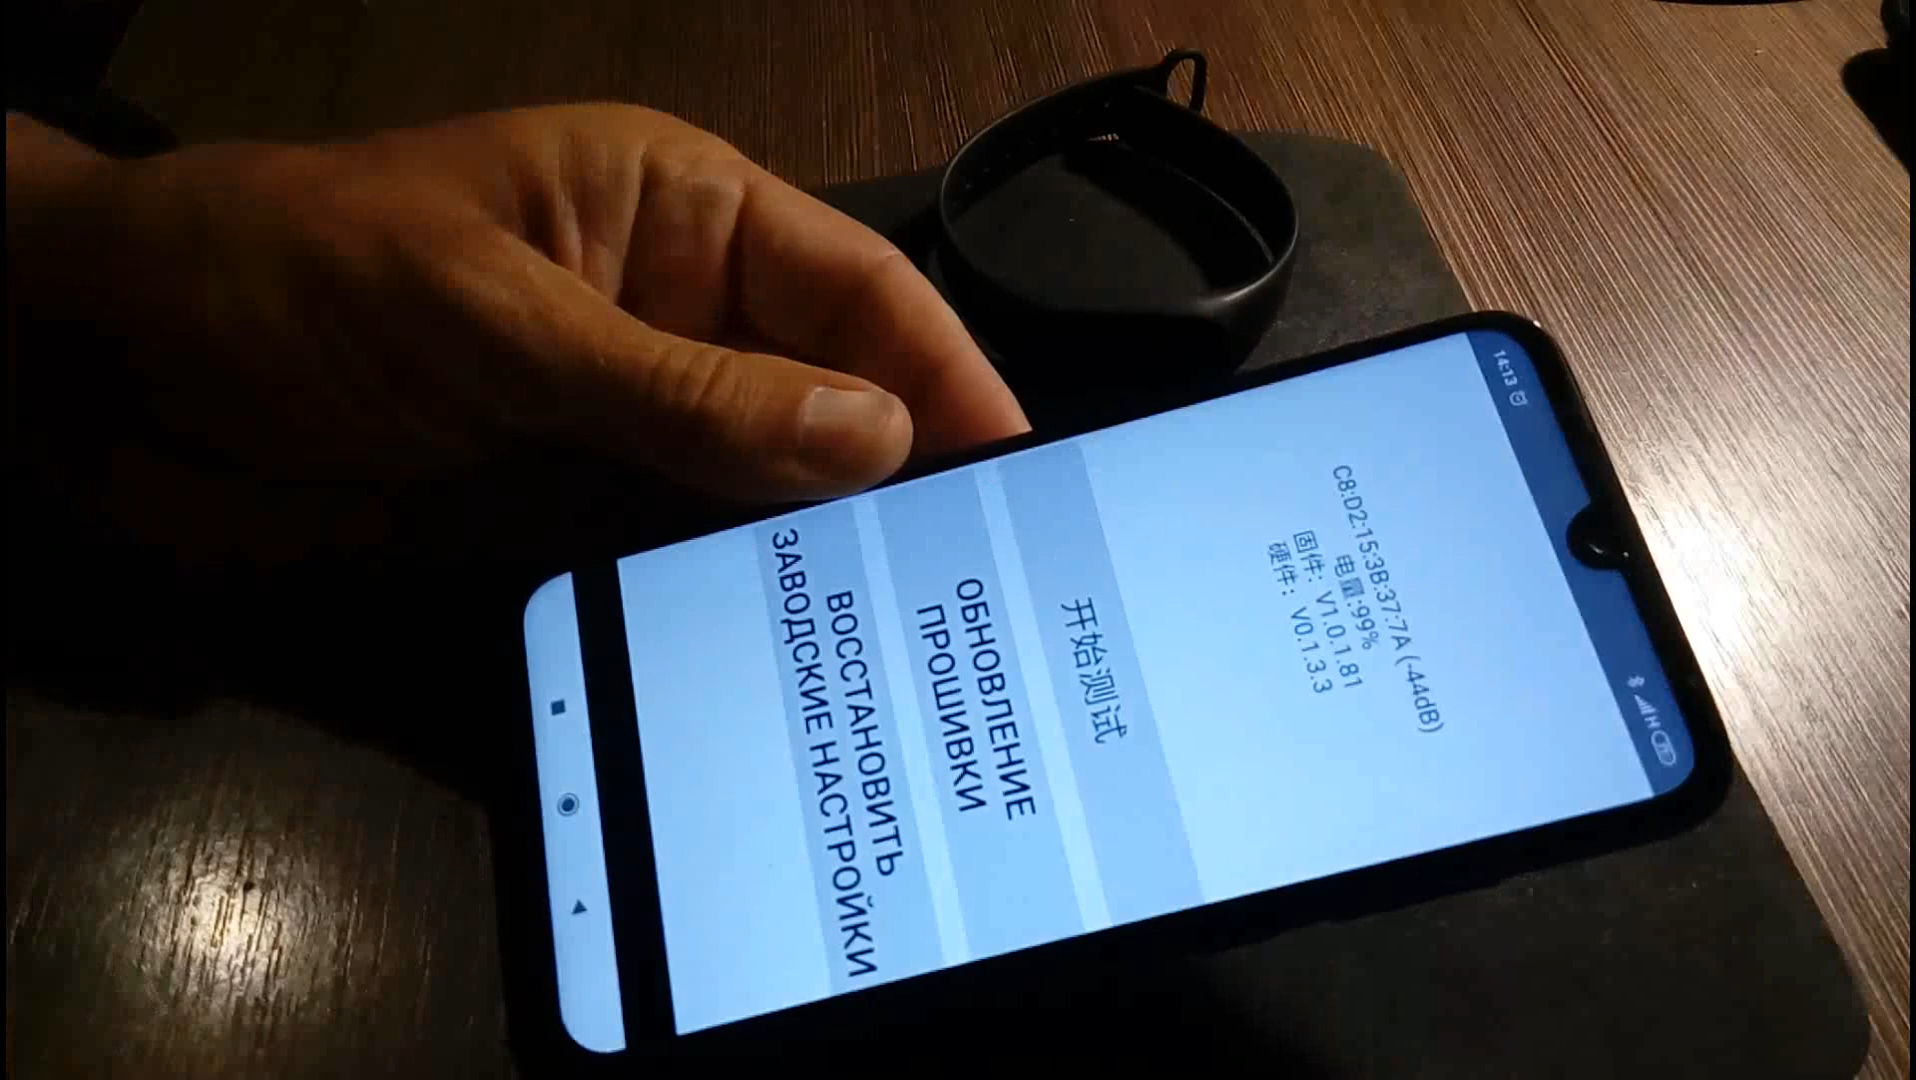 14:13
C8:D2:15:3B:37:7A (-44dB)
电量:99%
固件：V1.0.1.81
硬件：V0.1.3.3
开始测试
ОБНОВЛЕНИЕ
ПРОШИВКИ
ВОССТАНОВИТЬ
ЗАВОДСКИЕ НАСТРОЙКИ